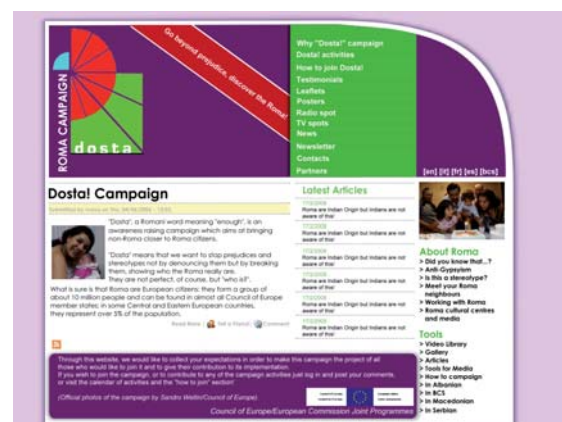 ROMA CAMPAIGN
dosta
Go beyond prejudice, discover the Roma!
Why "Dosta!" campaign
Dosta! activities
How to join Dosta!
Testimonials
Leaflets
Posters
Radio spot
TV spots
News
Newsletter
Contacts
Partners
[en] [it] [fr] [es] [bcs]
Dosta! Campaign
"Dosta", a Romani word meaning "enough", is an
awareness raising campaign which aims at bringing
non-Roma closer to Roma citizens.
"Dosta" means that we want to stop prejudices and
stereotypes not by denouncing them but by breaking
them, showing who the Roma really are.
They are not perfect, of course, but "who is?".
What is sure is that Roma are European citizens: they form a group of
about 10 million people and can be found in almost all Council of Europe
member states; in some Central and Eastern European countries,
they represent over 5% of the population.
Read More | Tell a friend | Comment
Latest Articles
Roma are Indian Origin but Indians are not
aware of this!
Roma are Indian Origin but Indians are not
aware of this!
Roma are Indian Origin but Indians are not
aware of this!
Roma are Indian Origin but Indians are not
aware of this!
Roma are Indian Origin but Indians are not
aware of this!
Roma are Indian Origin but Indians are not
aware of this!
About Roma
> Did you know that...?
> Anti-Gypsyism
> Is this a stereotype?
> Meet your Roma
neighbours
> Working with Roma
> Roma cultural centres
and media
Tools
> Video Library
> Gallery
> Articles
> Tools for Media
> How to campaign
> In Albanian
> In BCS
> In Macedonian
> In Serbian
Through this website, we would like to collect your expectations in order to make this campaign the project of all
those who would like to join it and to give their contribution to its implementation.
If you wish to join the campaign, or to contribute to any of the campaign activities just log in and post your comments,
or visit the calendar of activities and the "how to join" section!
(Official photos of the campaign by Sandro Weltin/Council of Europe)
Council of Europe/European Commission Joint Programmes